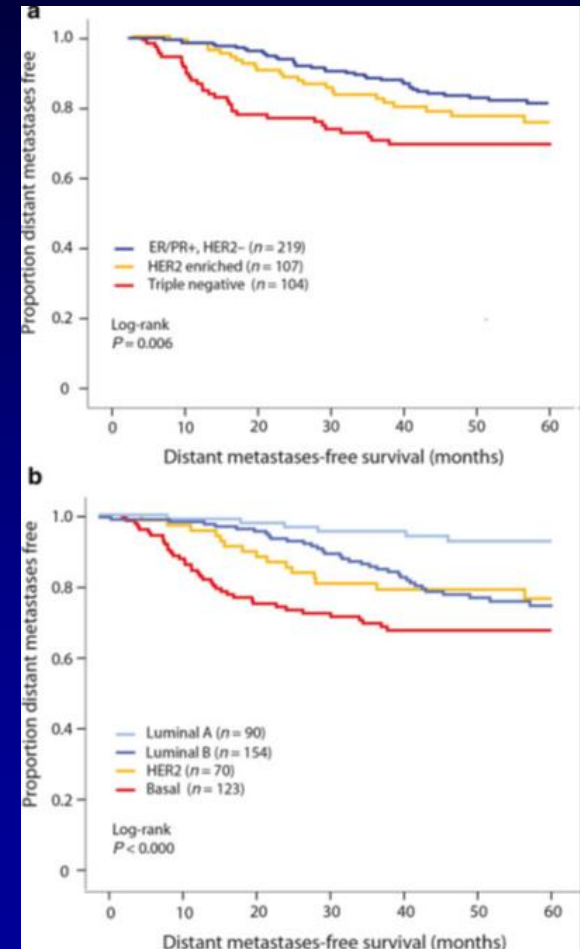 a
Proportion distant metastases free
1.0
0.8
0.6
0.4
0.2
0
ER/PR+, HER2– (n = 219)
HER2 enriched (n = 107)
Triple negative (n = 104)
Log-rank
P = 0.006
0 10 20 30 40 50 60
Distant metastases-free survival (months)
b
Proportion distant metastases free
1.0
0.8
0.6
0.4
0.2
0
Luminal A (n = 90)
Luminal B (n = 154)
HER2 (n = 70)
Basal (n = 123)
Log-rank
P < 0.000
0 10 20 30 40 50 60
Distant metastases-free survival (months)